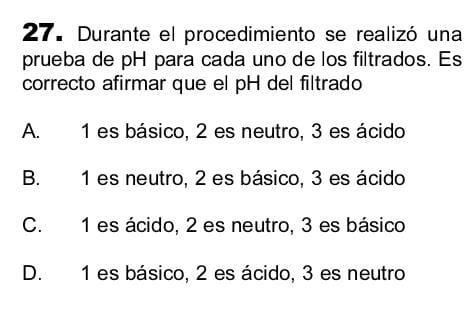 27. Durante el procedimiento se realizó una
prueba de pH para cada uno de los filtrados. Es
correcto afirmar que el pH del filtrado
A. 1 es básico, 2 es neutro, 3 es ácido
B. 1 es neutro, 2 es básico, 3 es ácido
C. 1 es ácido, 2 es neutro, 3 es básico
D. 1 es básico, 2 es ácido, 3 es neutro